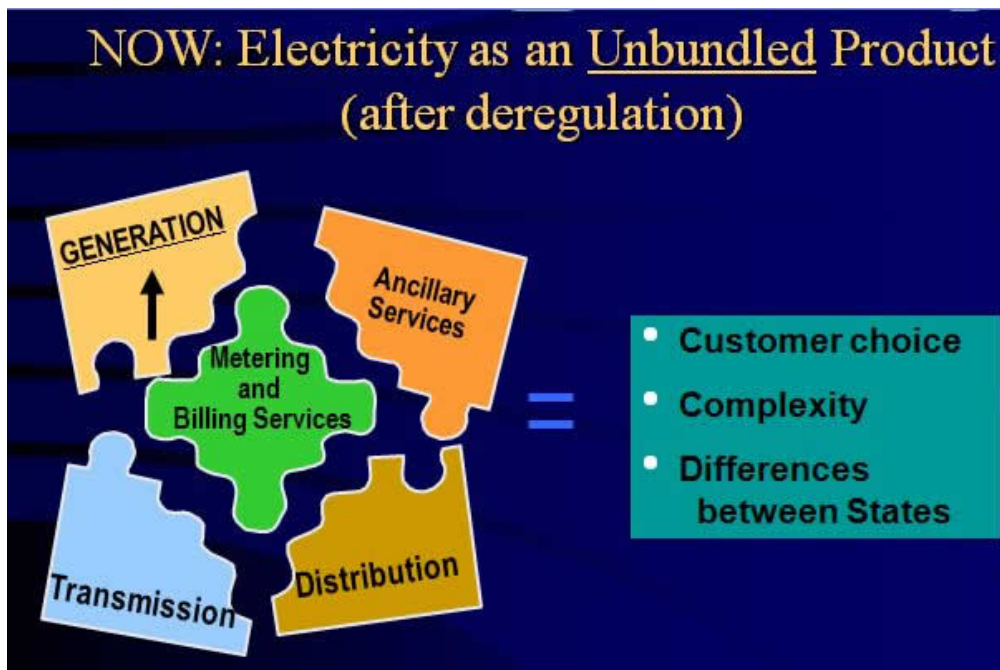 NOW: Electricity as an Unbundled Product
(after deregulation)
GENERATION
Ancillary
Services
Metering
and
Billing Services
Transmission
Distribution
=
• Customer choice
• Complexity
• Differences
between States